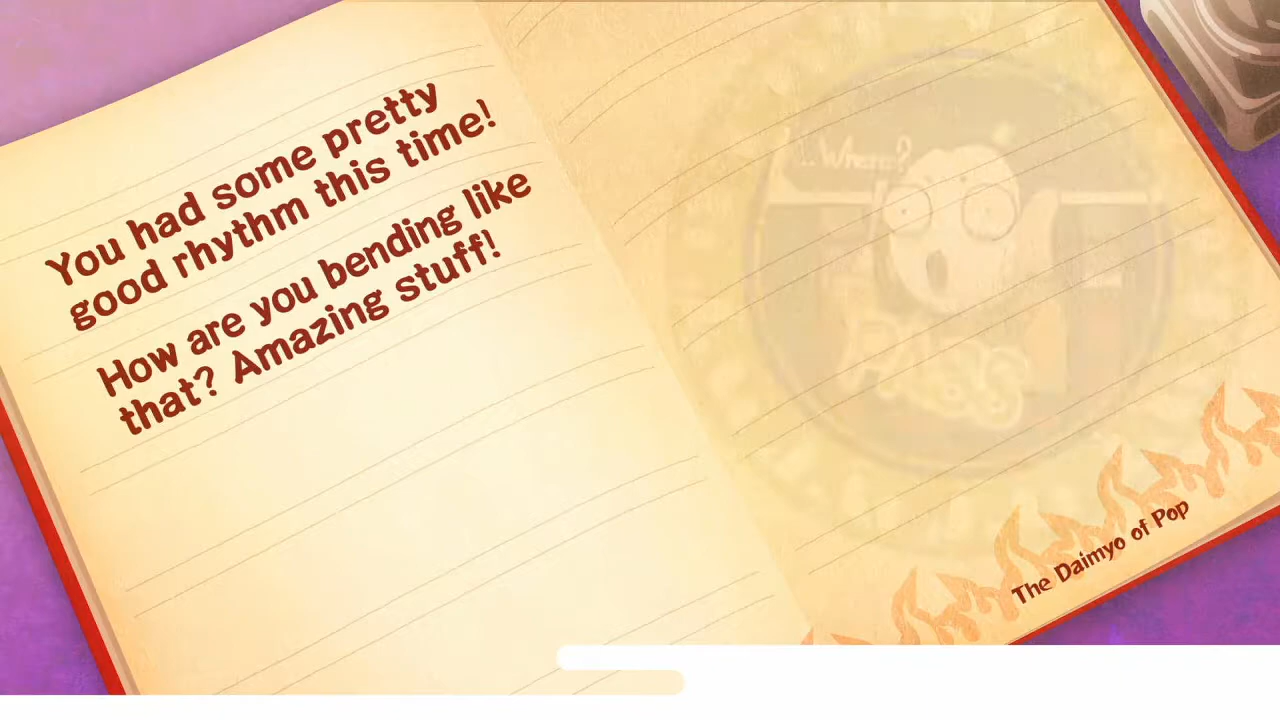 You had some pretty
good rhythm this time!
How are you bending like
that? Amazing stuff!
The Daimyo of Pop